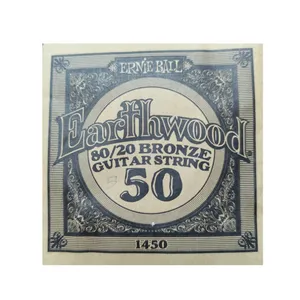 ERNIE BALL
Earthwood
80/20 BRONZE
GUITAR STRING
50
1450